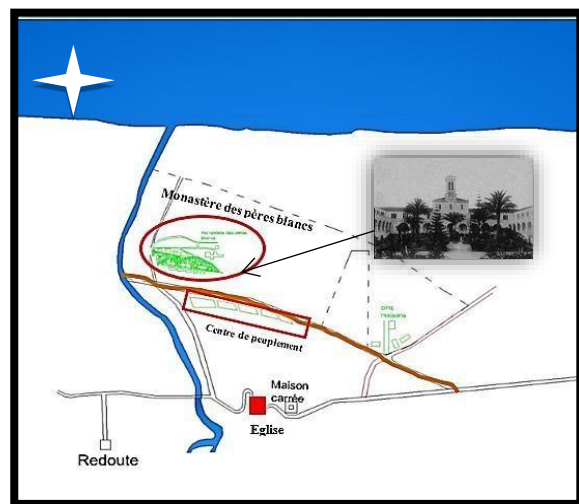 Monastère des pères blancs
Centre de peuplement
Maison
carrée
Eglise
Redoute